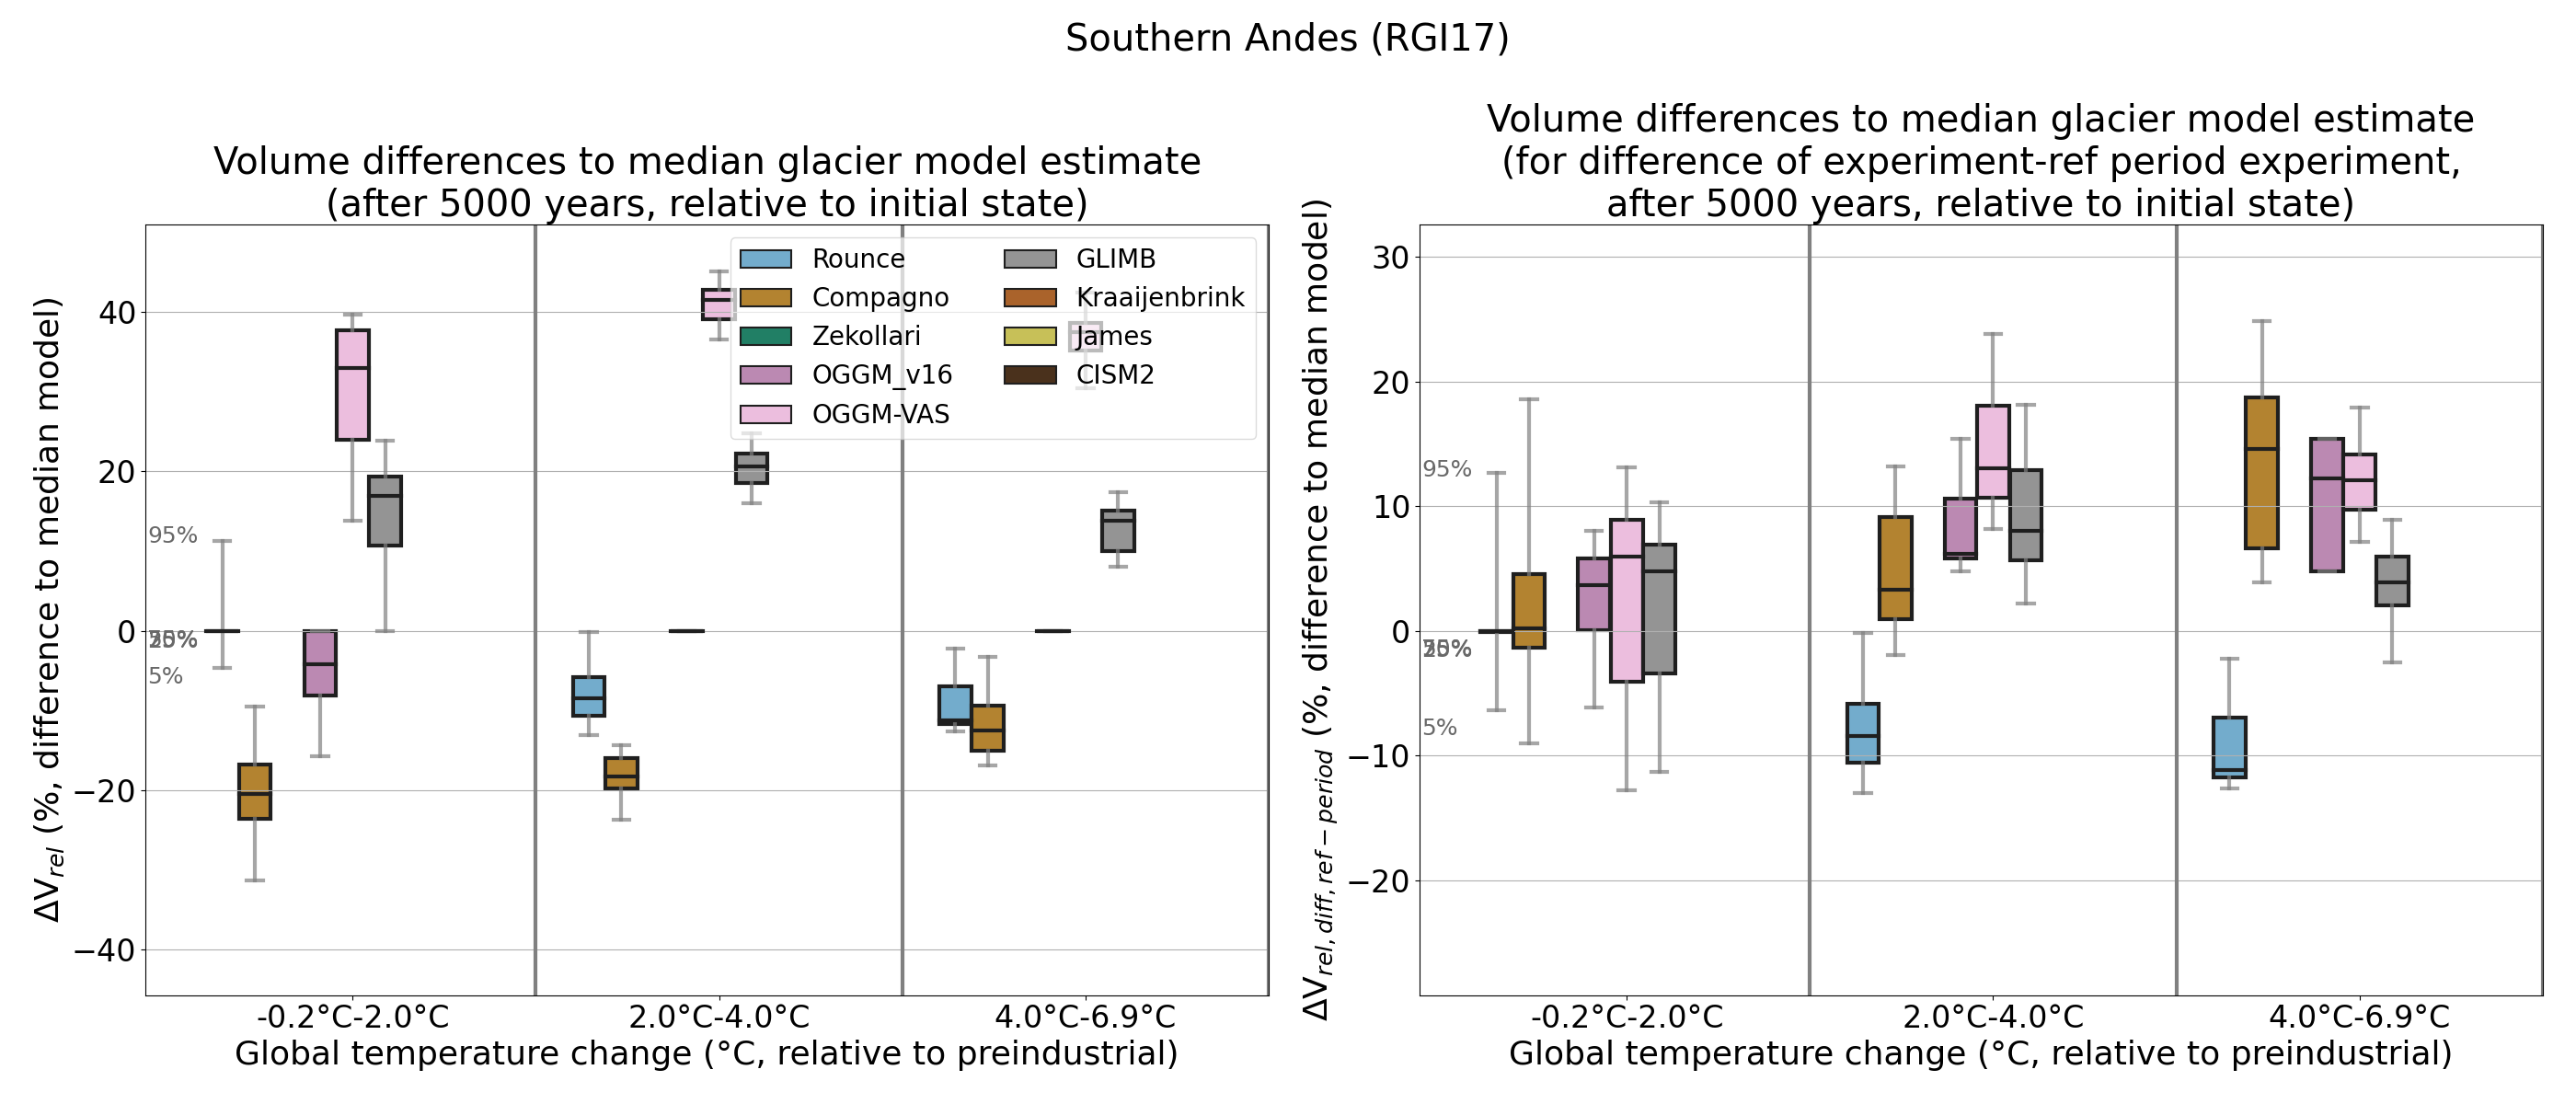 Southern Andes (RGI17)
Volume differences to median glacier model estimate
(after 5000 years, relative to initial state)
ΔV_rel (%, difference to median model)
40
20
0
−20
−40
95%
5%
Rounce
Compagno
Zekollari
OGGM_v16
OGGM-VAS
GLIMB
Kraaijenbrink
James
CISM2
-0.2°C-2.0°C
2.0°C-4.0°C
4.0°C-6.9°C
Global temperature change (°C, relative to preindustrial)
Volume differences to median glacier model estimate
(for difference of experiment-ref period experiment,
after 5000 years, relative to initial state)
ΔV_rel, diff, ref−period (%, difference to median model)
30
20
10
0
−10
−20
95%
5%
-0.2°C-2.0°C
2.0°C-4.0°C
4.0°C-6.9°C
Global temperature change (°C, relative to preindustrial)